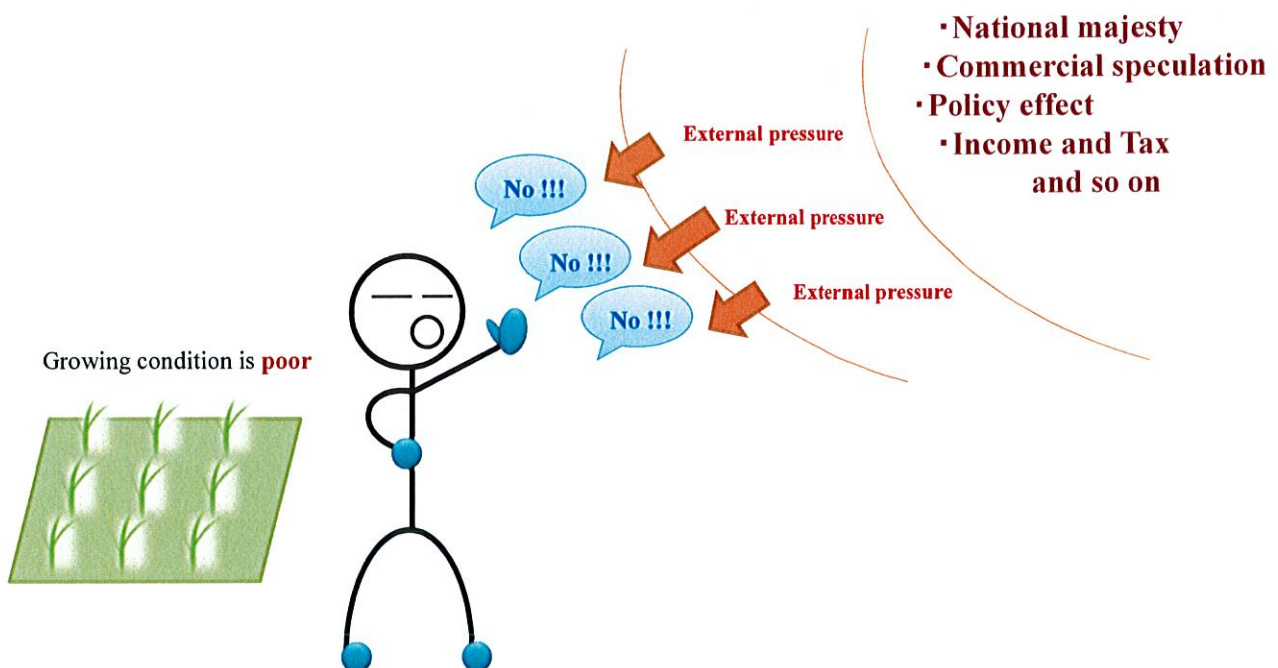 ・National majesty
・Commercial speculation
・Policy effect
・Income and Tax
and so on
External pressure
No !!!
External pressure
No !!!
External pressure
No !!!
Growing condition is poor